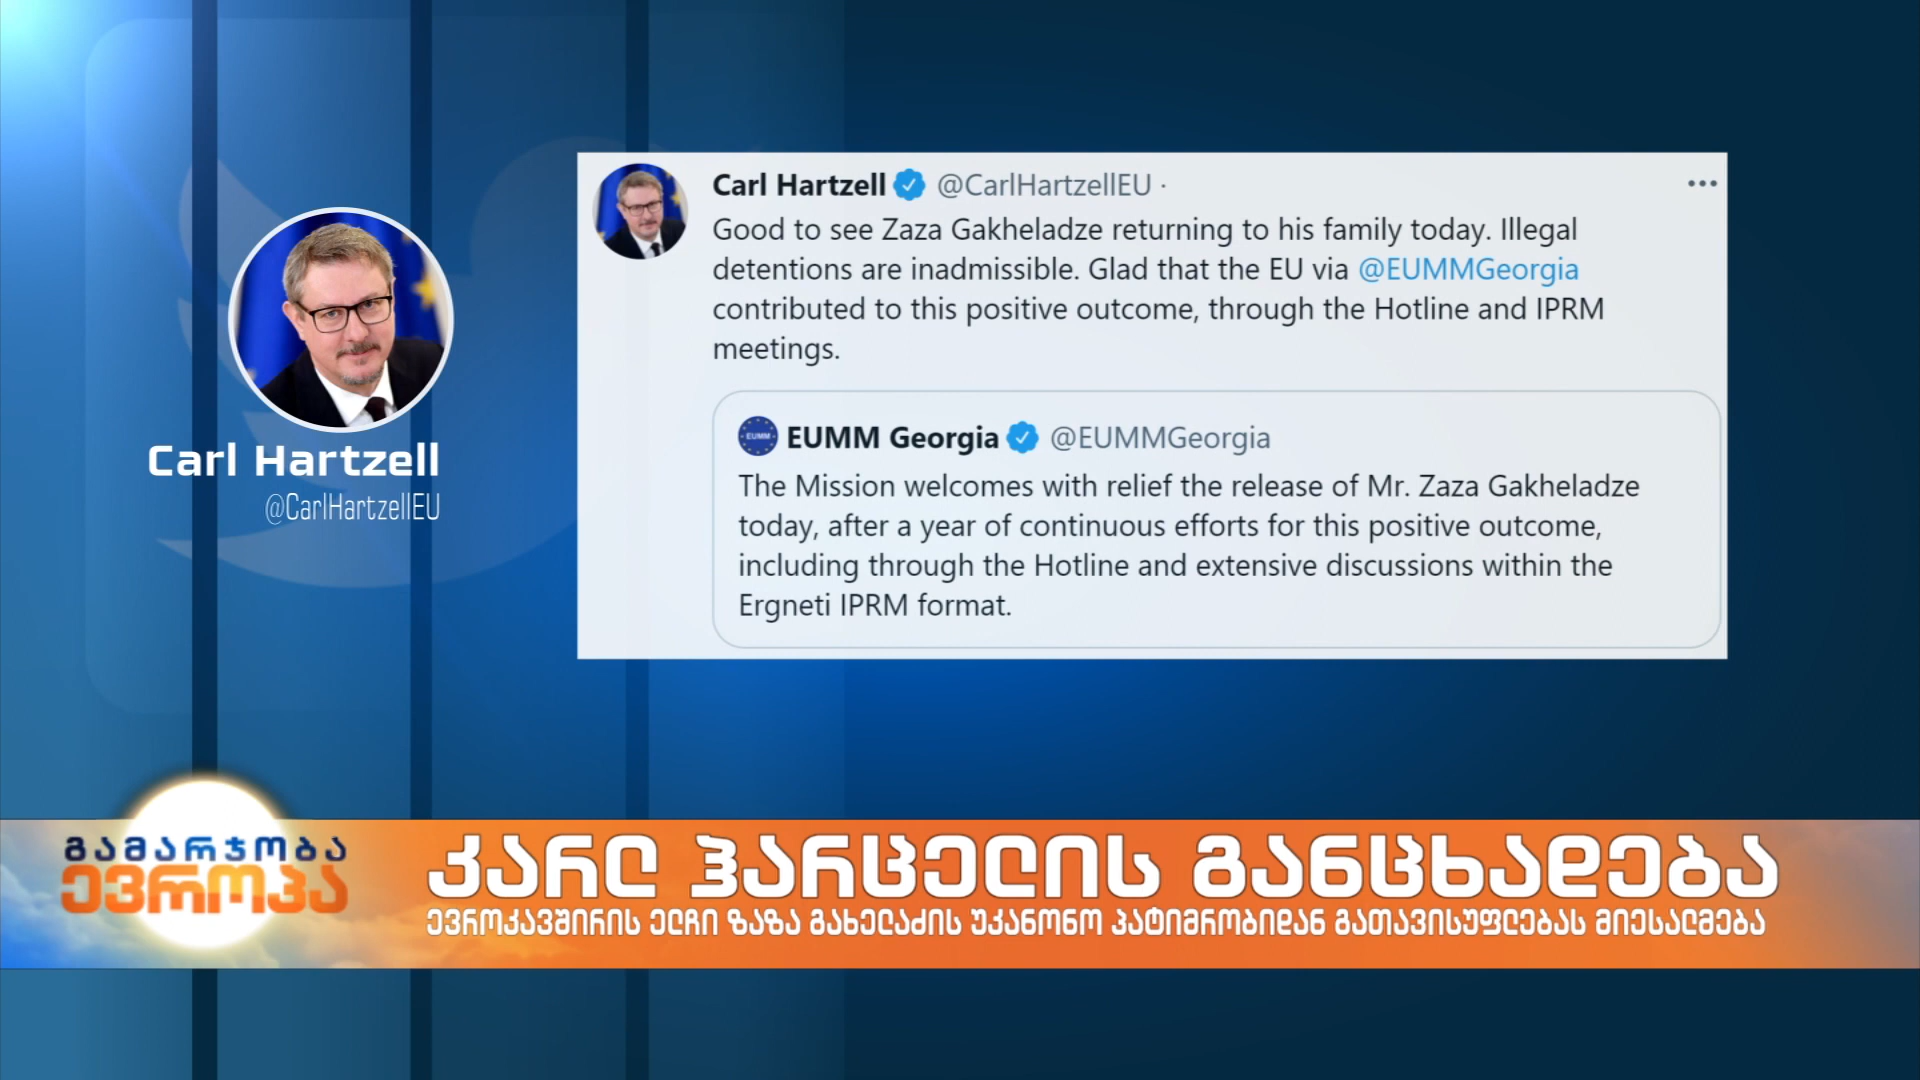 Carl Hartzell
@CarlHartzellEU
Carl Hartzell @CarlHartzellEU ·
Good to see Zaza Gakheladze returning to his family today. Illegal
detentions are inadmissible. Glad that the EU via @EUMMGeorgia
contributed to this positive outcome, through the Hotline and IPRM
meetings.
EUMM
EUMM Georgia @EUMMGeorgia
The Mission welcomes with relief the release of Mr. Zaza Gakheladze
today, after a year of continuous efforts for this positive outcome,
including through the Hotline and extensive discussions within the
Ergneti IPRM format.
გამარჯობა
ევროპა
კარლ ჰარცელის განცხადება
ევროკავშირის ელჩი ზაზა გახელაძის უკანონო პატიმრობიდან გათავისუფლებას მიესალმება